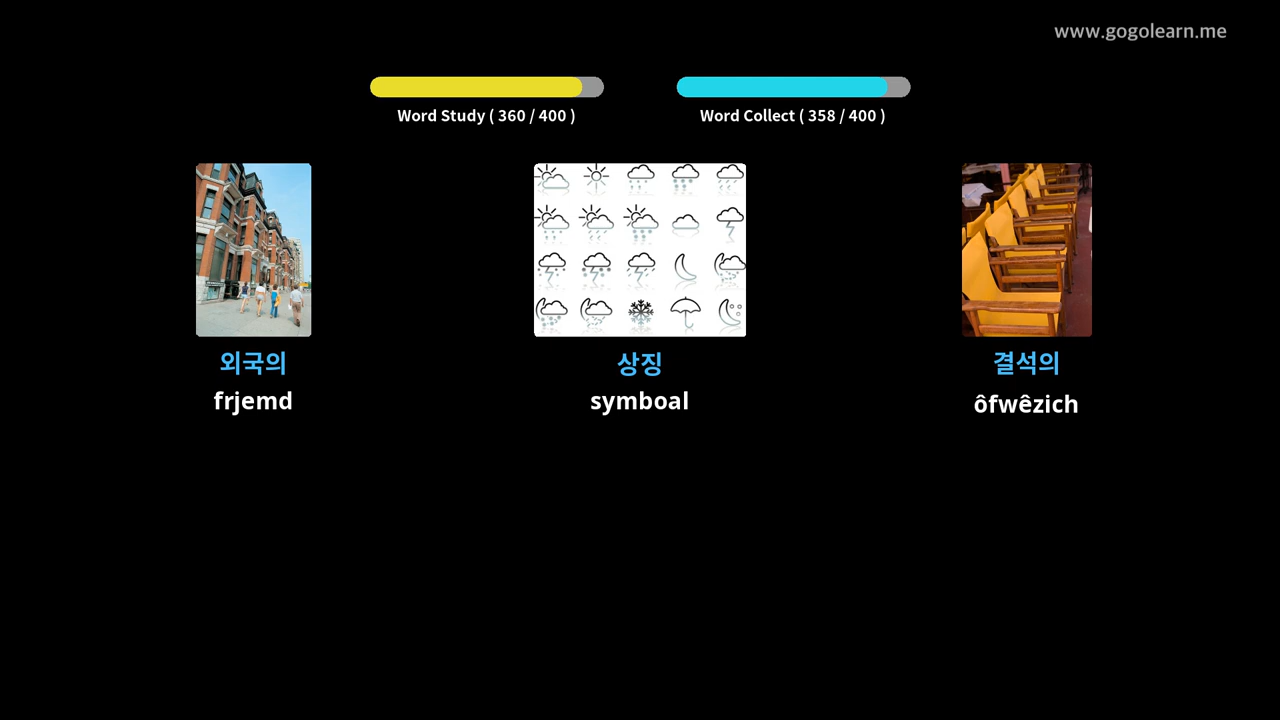 www.gogolearn.me
Word Study ( 360 / 400 )
Word Collect ( 358 / 400 )
외국의
frjemd
상징
symboal
결석의
ôfwêzich